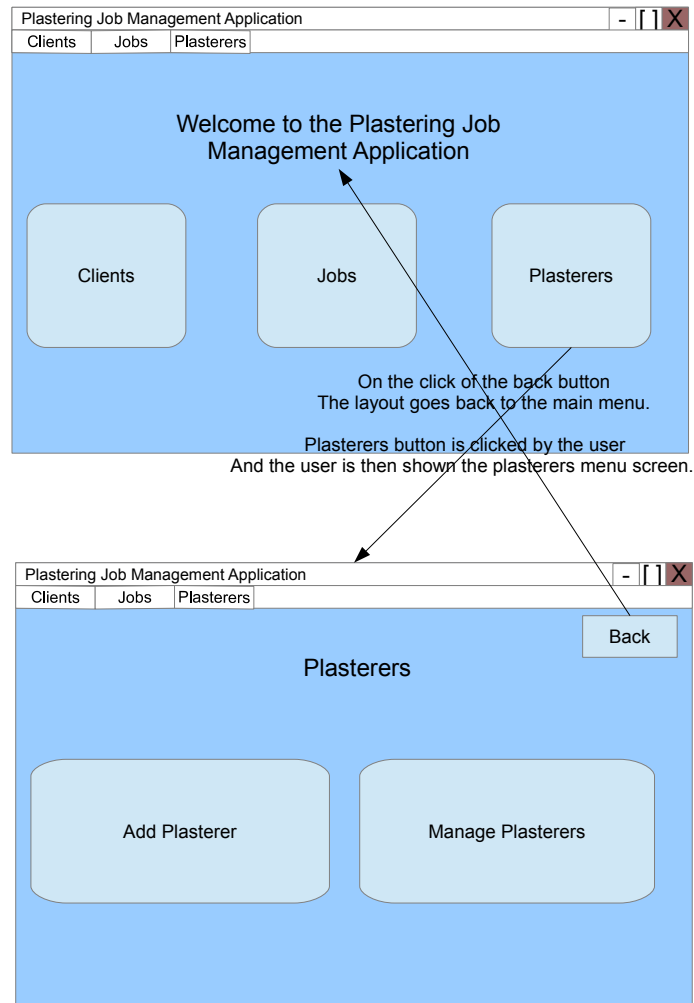 Plastering Job Management Application
- [ ] X
Clients Jobs Plasterers
Welcome to the Plastering Job
Management Application
Clients Jobs Plasterers
On the click of the back button
The layout goes back to the main menu.
Plasterers button is clicked by the user
And the user is then shown the plasterers menu screen.
Plastering Job Management Application
- [ ] X
Clients Jobs Plasterers
Back
Plasterers
Add Plasterer Manage Plasterers